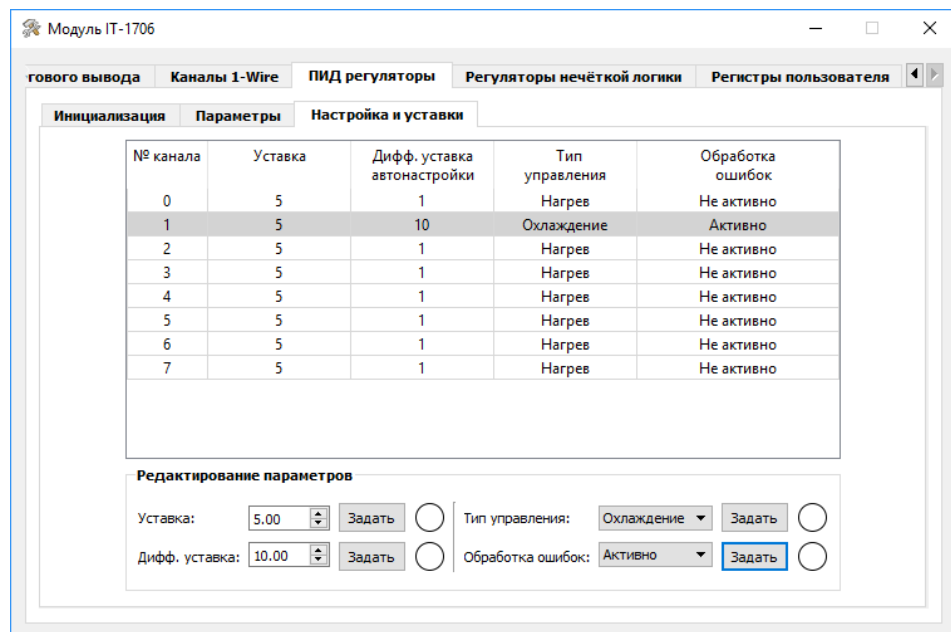 Модуль IT-1706
гового вывода Каналы 1-Wire ПИД регуляторы Регуляторы нечёткой логики Регистры пользователя
Инициализация Параметры Настройка и уставки
№ канала Уставка Дифф. уставка автонастройки Тип управления Обработка ошибок
0 5 1 Нагрев Не активно
1 5 10 Охлаждение Активно
2 5 1 Нагрев Не активно
3 5 1 Нагрев Не активно
4 5 1 Нагрев Не активно
5 5 1 Нагрев Не активно
6 5 1 Нагрев Не активно
7 5 1 Нагрев Не активно
Редактирование параметров
Уставка: 5.00 Задать Тип управления: Охлаждение Задать
Дифф. уставка: 10.00 Задать Обработка ошибок: Активно Задать